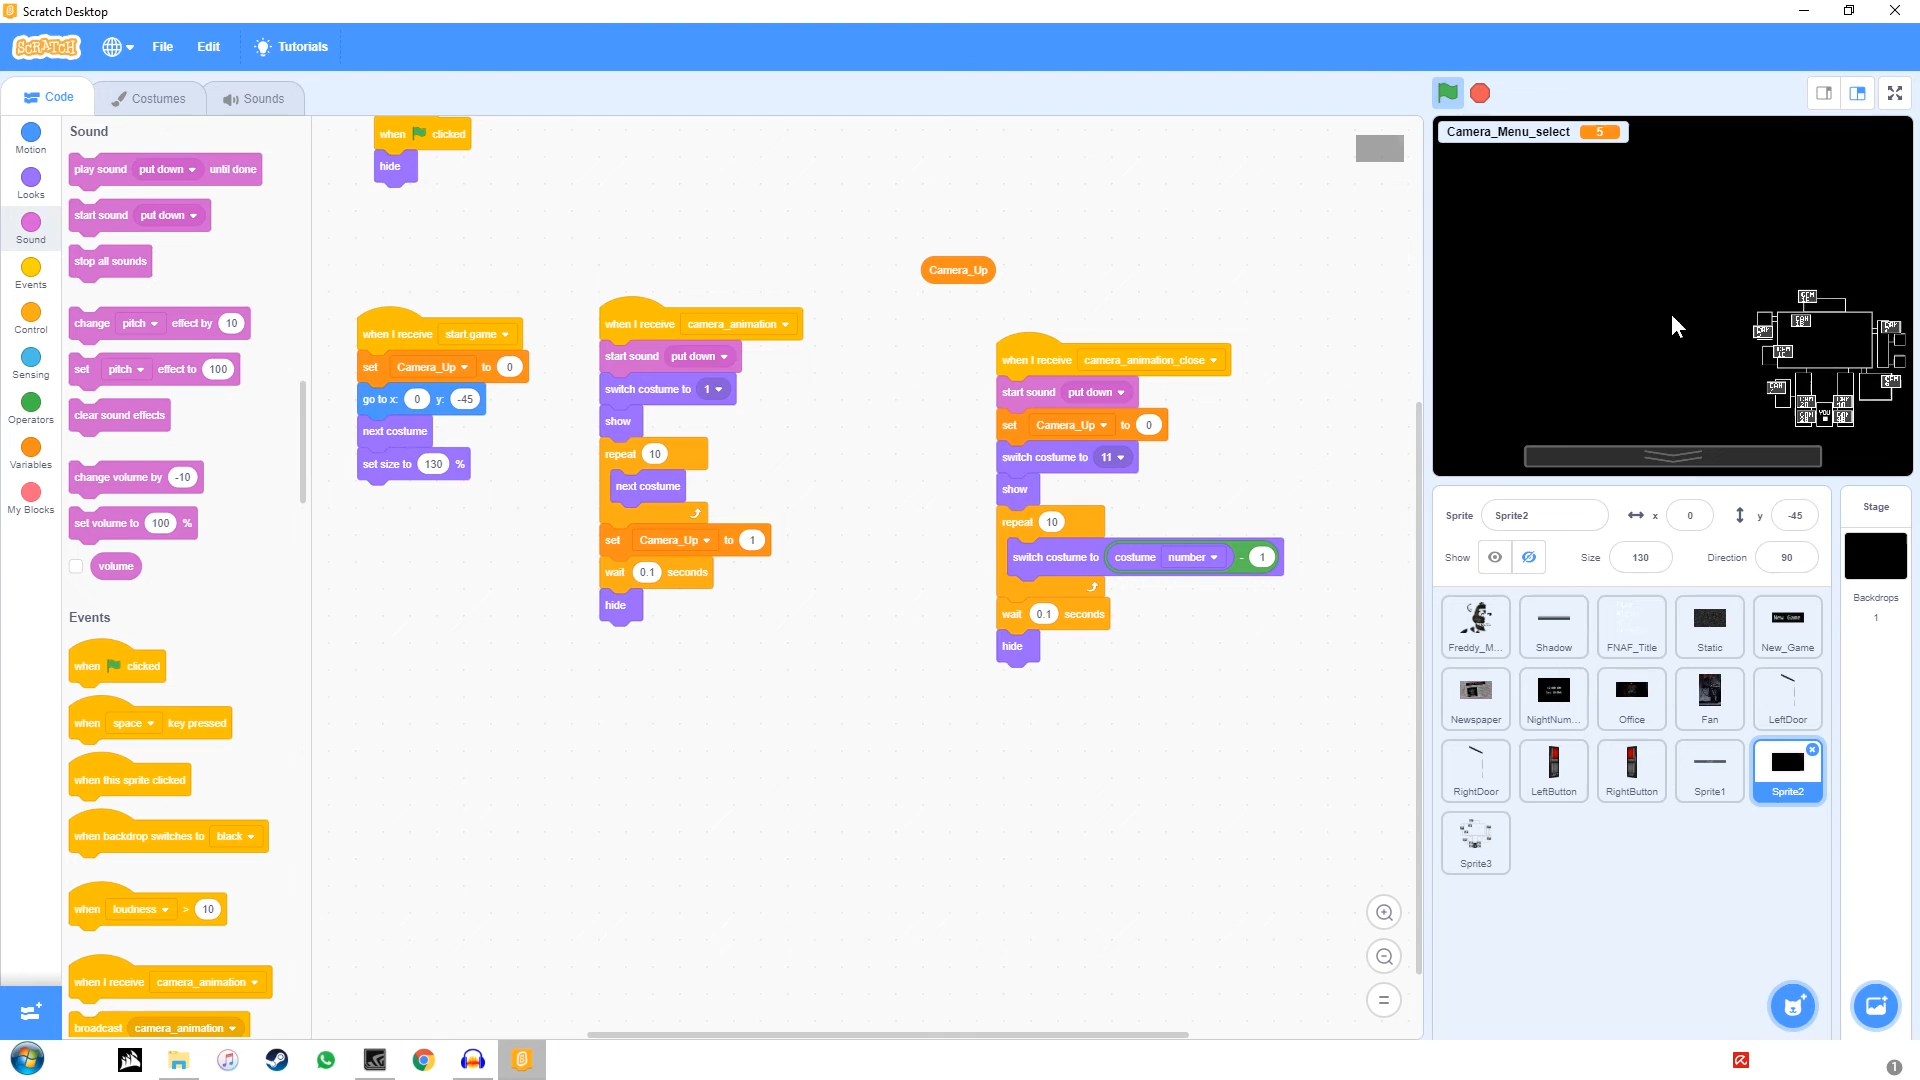 Scratch Desktop
SCRATCH
File
Edit
Tutorials
Code
Costumes
Sounds
Motion
Looks
Sound
Events
Control
Sensing
Operators
Variables
My Blocks
Sound
play sound put down until done
start sound put down
stop all sounds
change pitch effect by 10
set pitch effect to 100
clear sound effects
change volume by -10
set volume to 100 %
volume
Events
when clicked
when space key pressed
when this sprite clicked
when backdrop switches to black
when loudness > 10
when I receive camera_animation
broadcast camera_animation
when clicked
hide
Camera_Up
when I receive start game
set Camera_Up to 0
go to x: 0 y: -45
next costume
set size to 130 %
when I receive camera_animation
start sound put down
switch costume to 1
show
repeat 10
next costume
set Camera_Up to 1
wait 0.1 seconds
hide
when I receive camera_animation_close
start sound put down
set Camera_Up to 0
switch costume to 11
show
repeat 10
switch costume to costume number - 1
wait 0.1 seconds
hide
Camera_Menu_select 5
YOU
Sprite Sprite2 x 0 y -45
Show Size 130 Direction 90
Freddy_M...
Shadow
FNAF_Title
Static
New Game
New_Game
Newspaper
NightNum...
Office
Fan
LeftDoor
RightDoor
LeftButton
RightButton
Sprite1
Sprite2
Sprite3
Stage
Backdrops
1
1